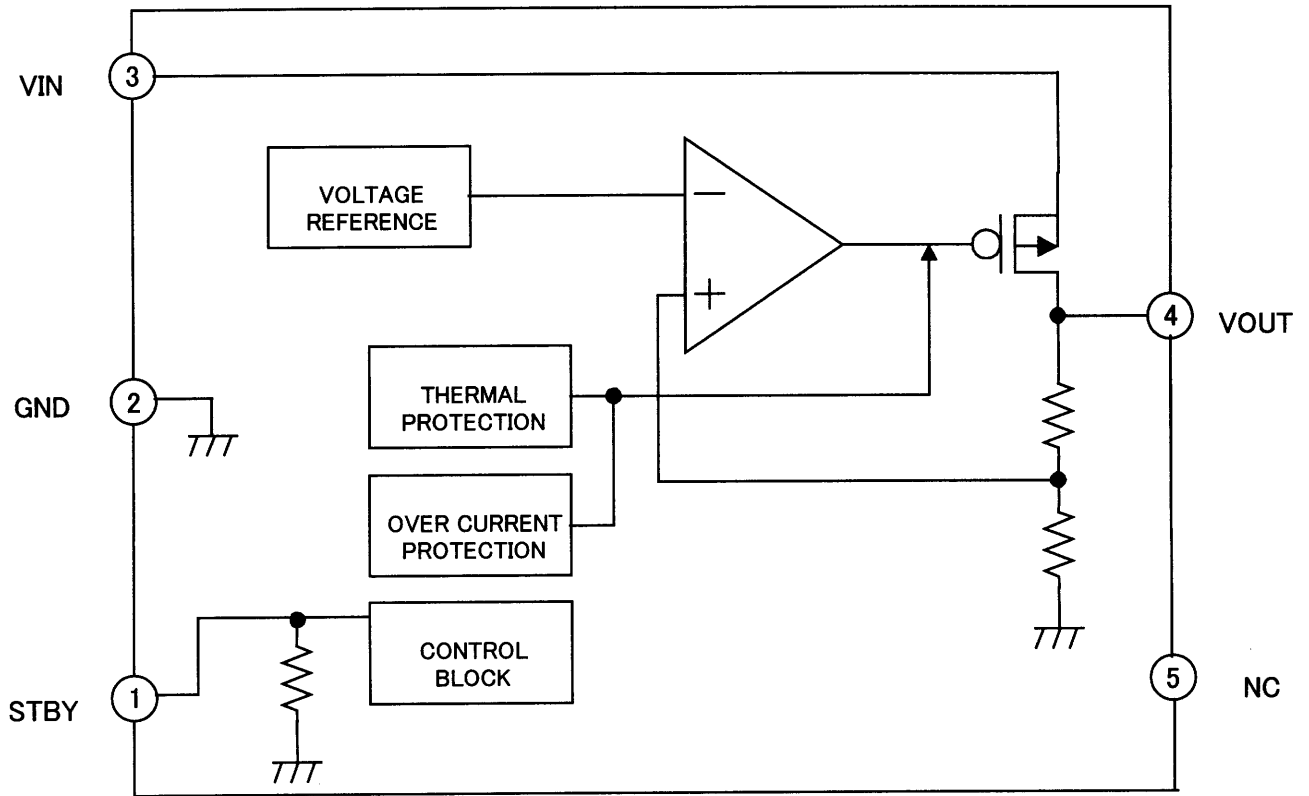 3
VIN
VOLTAGE
REFERENCE
−
+
4
VOUT
2
GND
THERMAL
PROTECTION
OVER CURRENT
PROTECTION
CONTROL
BLOCK
1
STBY
5
NC